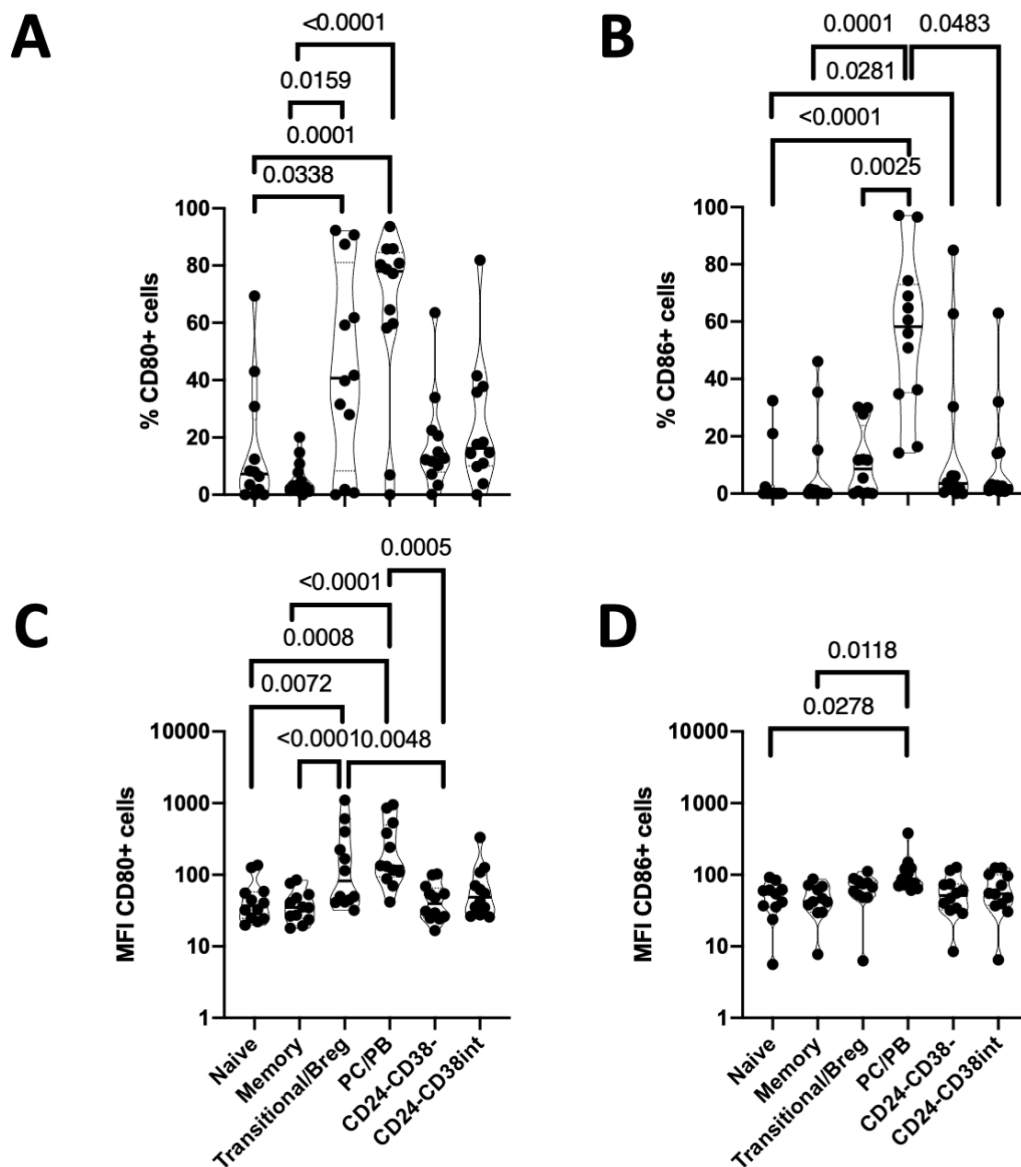 A
<0.0001
0.0159
0.0001
0.0338
% CD80+ cells
100
80
60
40
20
0
B
0.0001
0.0483
0.0281
<0.0001
0.0025
% CD86+ cells
100
80
60
40
20
0
C
0.0005
<0.0001
0.0008
0.0072
<0.0001
0.0048
MFI CD80+ cells
10000
1000
100
10
1
Naive
Memory
Transitional/Breg
PC/PB
CD24-CD38-
CD24-CD38int
D
0.0118
0.0278
MFI CD86+ cells
10000
1000
100
10
1
Naive
Memory
Transitional/Breg
PC/PB
CD24-CD38-
CD24-CD38int